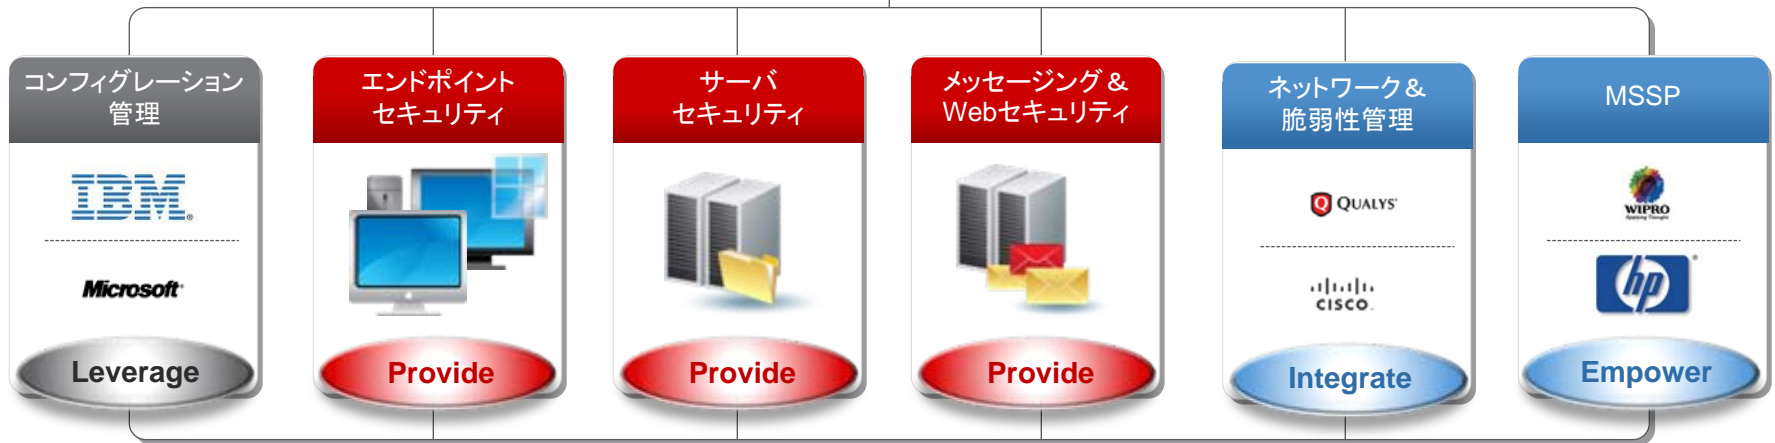 コンフィグレーション
管理
IBM®
Microsoft
Leverage
エンドポイント
セキュリティ
Provide
サーバ
セキュリティ
Provide
メッセージング &
Webセキュリティ
Provide
ネットワーク &
脆弱性管理
QUALYS
CISCO
Integrate
MSSP
WIPRO
Applying Thought
hp
Empower